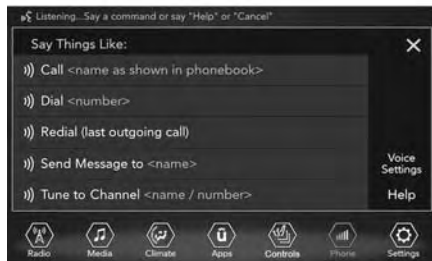 Listening...Say a command or say "Help" or "Cancel"
Say Things Like:
Call <name as shown in phonebook>
Dial <number>
Redial (last outgoing call)
Send Message to <name>
Tune to Channel <name / number>
Voice
Settings
Help
Radio Media Climate Apps Controls Phone Settings